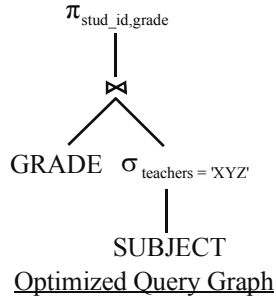 π stud_id,grade
⋈
GRADE σ teachers = 'XYZ'
SUBJECT
Optimized Query Graph